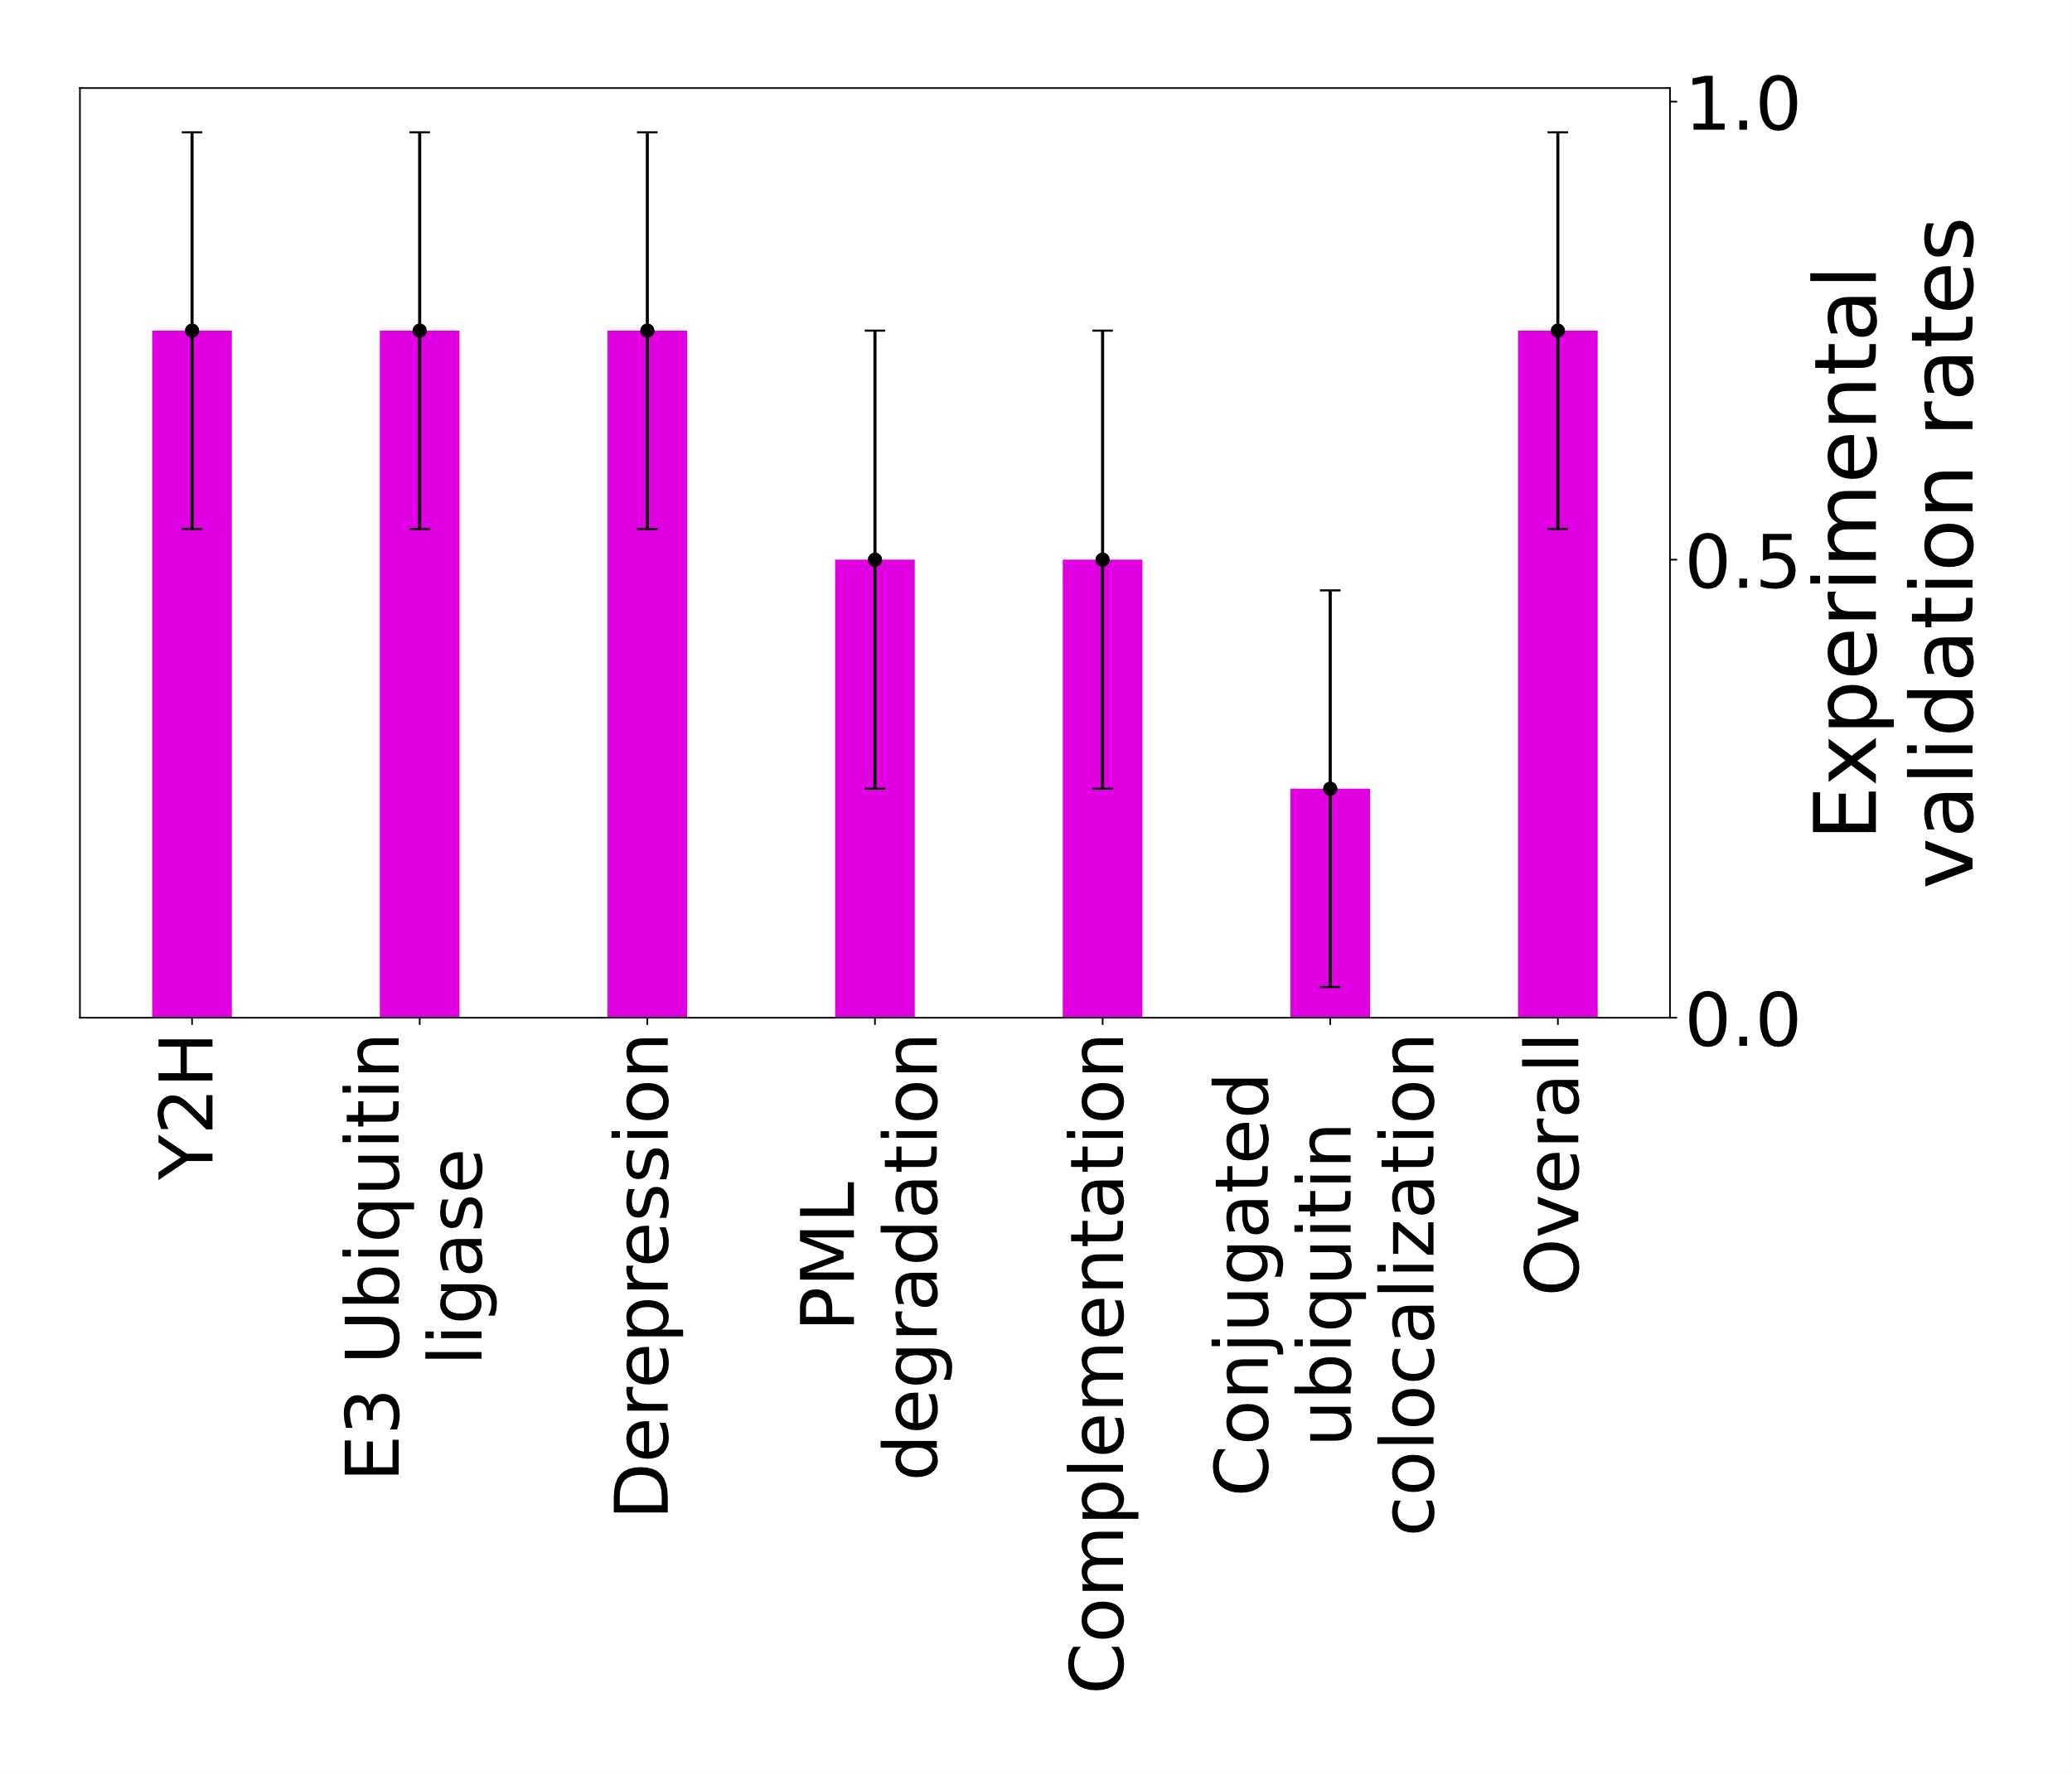 1.0
0.5
0.0
Experimental
validation rates
Y2H
E3 Ubiquitin
ligase
Derepression
PML
degradation
Complementation
Conjugated
ubiquitin
colocalization
Overall